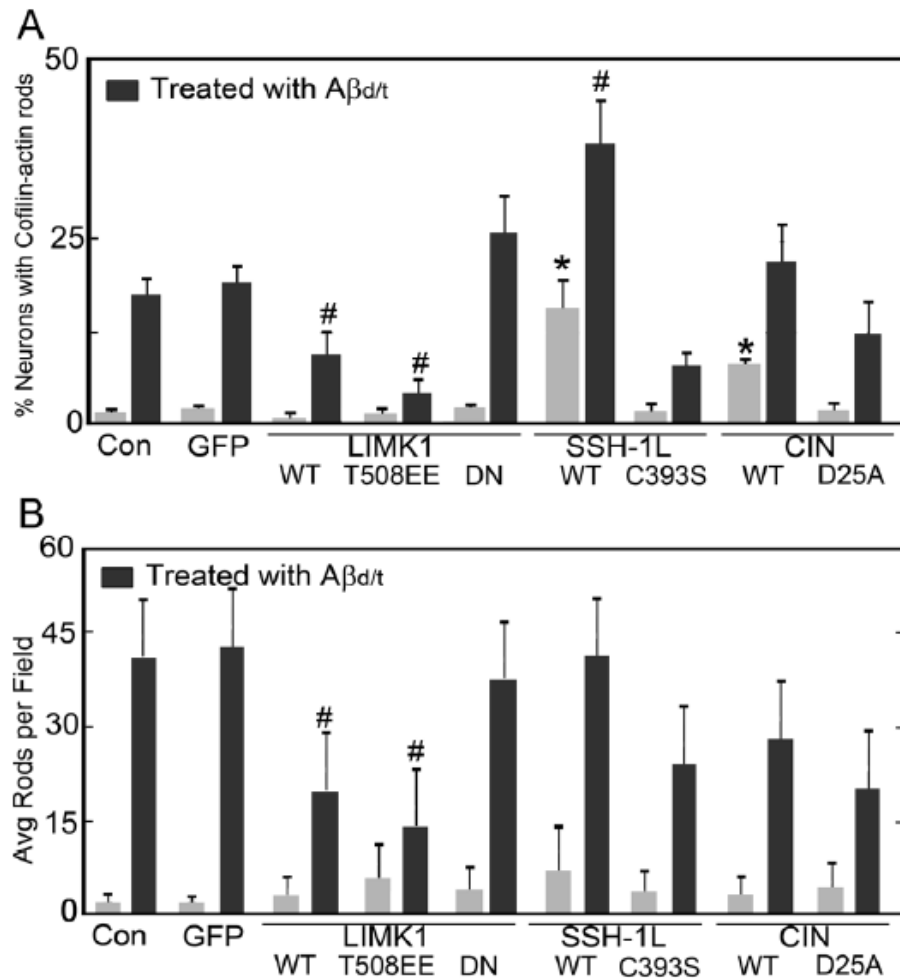 A
50
Treated with Aβd/t
#
% Neurons with Cofilin-actin rods
25
*
#
#
*
0
Con GFP LIMK1 SSH-1L CIN
WT T508EE DN WT C393S WT D25A
B
60
Treated with Aβd/t
Avg Rods per Field
45
#
30
#
15
0
Con GFP LIMK1 SSH-1L CIN
WT T508EE DN WT C393S WT D25A